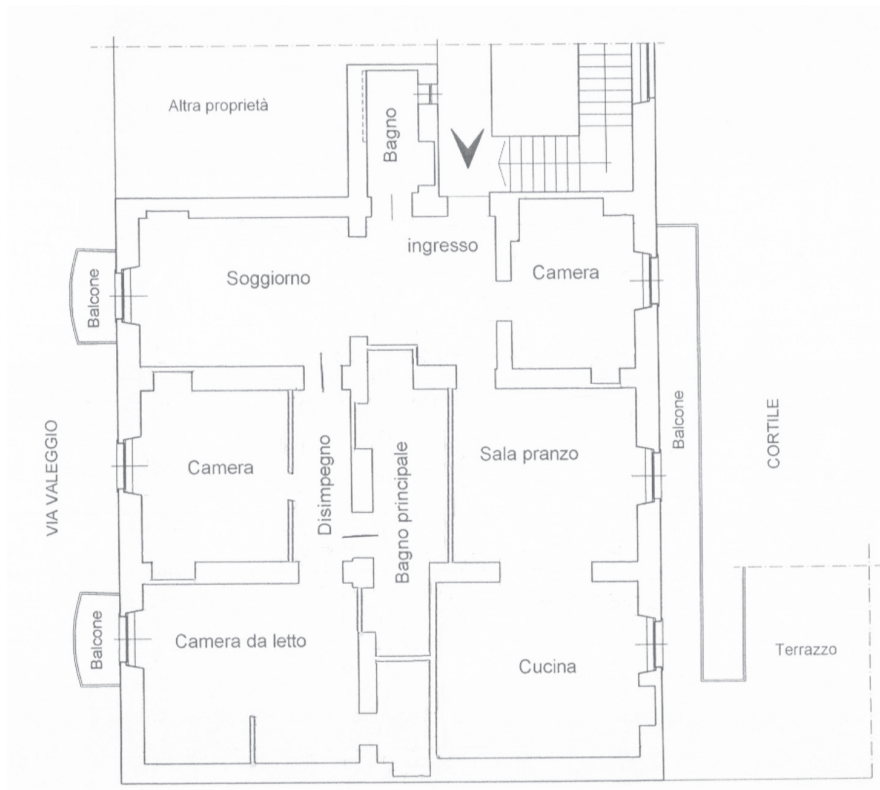 Altra proprietà
Bagno
ingresso
Soggiorno
Camera
Balcone
VIA VALEGGIO
Camera
Disimpegno
Bagno principale
Sala pranzo
Balcone
CORTILE
Balcone
Camera da letto
Cucina
Terrazzo